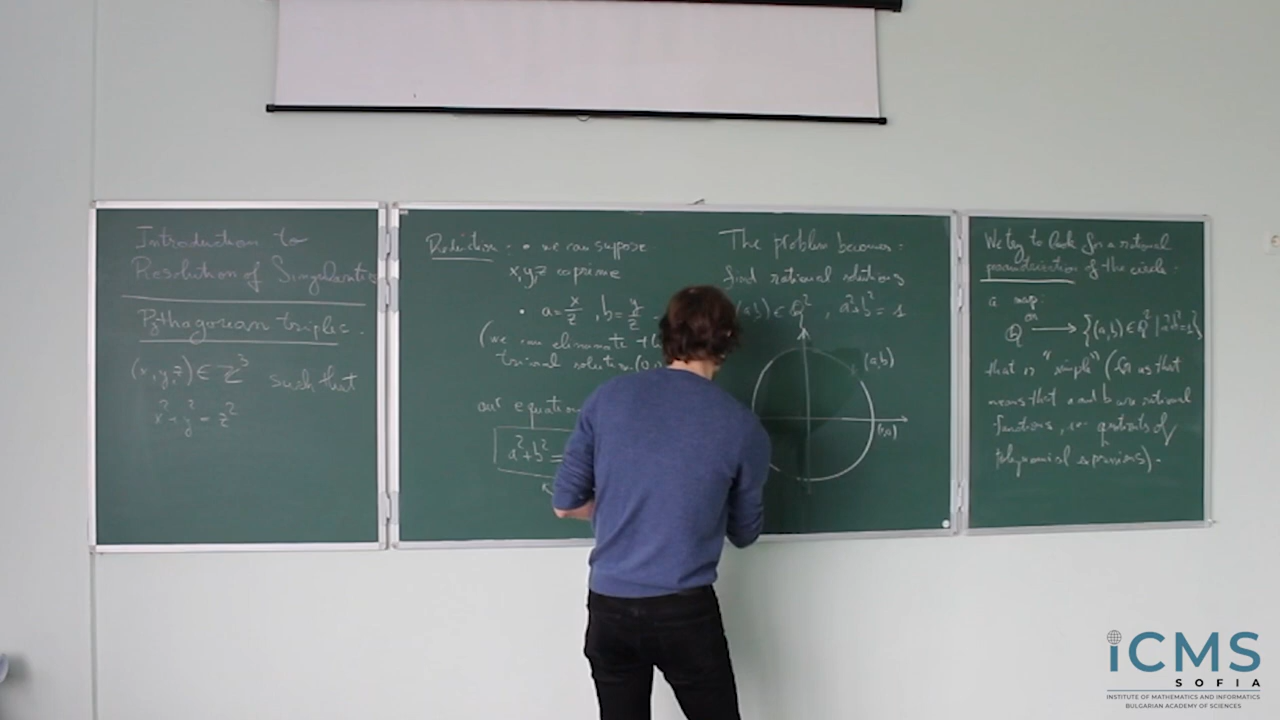 Introduction to
Resolution of Singularities
Pythagorean triples.
(x,y,z) ∈ Z³ such that
x²+y² = z²
Reduction: • we can suppose
x,y,z coprime
• a = x/z , b = y/z
(we can eliminate
trivial solution (0,
our equation
a²+b² =
The problem becomes:
find rational solutions
(a,b) ∈ Q² , a²+b² = 1
(a,b)
(1,0)
We try to look for a rational
parametrization of the circle:
a map:
Q → {(a,b) ∈ Q² | a²+b²=1}
that is "simple" (for us that
means that a and b are rational
functions, so quotients of
polynomial expressions).
iCMS
SOFIA
INSTITUTE OF MATHEMATICS AND INFORMATICS
BULGARIAN ACADEMY OF SCIENCES